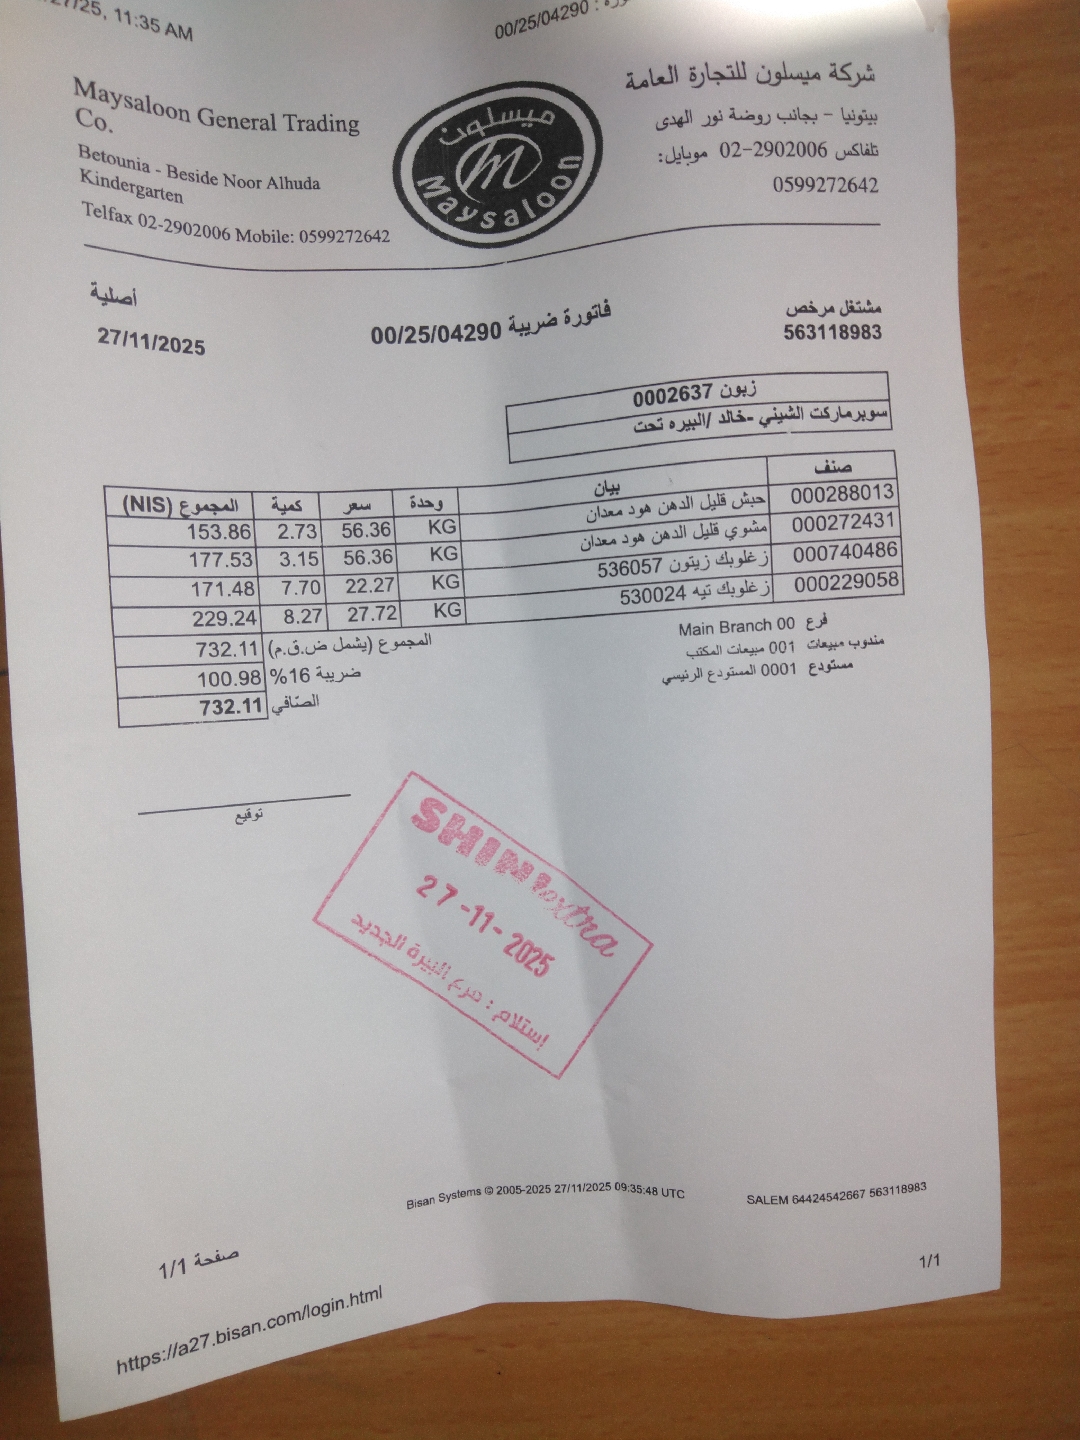 11:35 AM
00/25/04290 :
Maysaloon General Trading Co.
Betounia - Beside Noor Alhuda
Kindergarten
Telfax 02-2902006 Mobile: 0599272642
ميسلون
Maysaloon
شركة ميسلون للتجارة العامة
بيتونيا - بجانب روضة نور الهدى
تلفاكس 2902006-02 موبايل:
0599272642
أصلية
27/11/2025
فاتورة ضريبة 00/25/04290
مشتغل مرخص
563118983
زبون 0002637
سوبرماركت الشيني -خالد /البيره تحت
صنف بيان وحدة سعر كمية المجموع (NIS)
000288013 حبش قليل الدهن هود معدان KG 56.36 2.73 153.86
000272431 مشوي قليل الدهن هود معدان KG 56.36 3.15 177.53
000740486 زغلوبك زيتون 536057 KG 22.27 7.70 171.48
000229058 زغلوبك تيه 530024 KG 27.72 8.27 229.24
المجموع (يشمل ض.ق.م) 732.11
ضريبة 16% 100.98
الصافي 732.11
فرع 00 Main Branch
مندوب مبيعات 001 مبيعات المكتب
مستودع 0001 المستودع الرئيسي
توقيع
SHINI extra
27-11-2025
إستلام : فرع البيرة الجديد
Bisan Systems © 2005-2025 27/11/2025 09:35:48 UTC
SALEM 64424542667 563118983
صفحة 1/1
1/1
https://a27.bisan.com/login.html